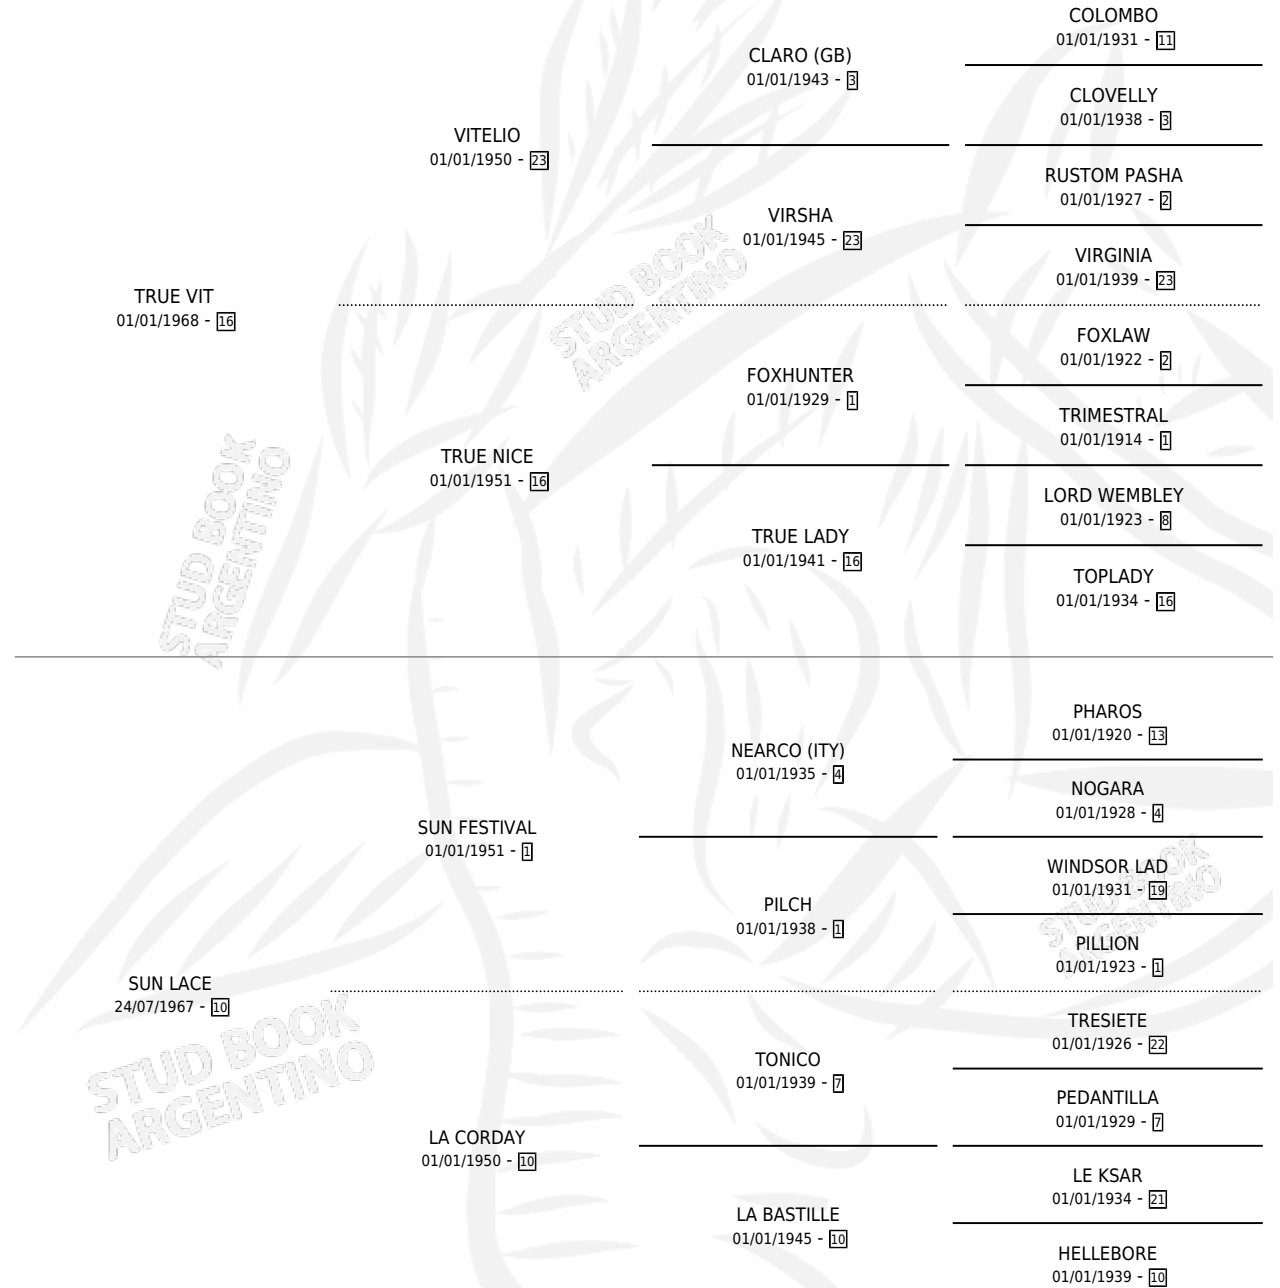 COLOMBO
01/01/1931 - 11
CLARO (GB)
01/01/1943 - 3
CLOVELLY
01/01/1938 - 3
VITELIO
01/01/1950 - 23
RUSTOM PASHA
01/01/1927 - 2
VIRSHA
01/01/1945 - 23
VIRGINIA
01/01/1939 - 23
TRUE VIT
01/01/1968 - 16
FOXLAW
01/01/1922 - 2
FOXHUNTER
01/01/1929 - 1
TRIMESTRAL
01/01/1914 - 1
TRUE NICE
01/01/1951 - 16
LORD WEMBLEY
01/01/1923 - 8
TRUE LADY
01/01/1941 - 16
TOPLADY
01/01/1934 - 16
PHAROS
01/01/1920 - 13
NEARCO (ITY)
01/01/1935 - 4
NOGARA
01/01/1928 - 4
SUN FESTIVAL
01/01/1951 - 1
WINDSOR LAD
01/01/1931 - 19
PILCH
01/01/1938 - 1
PILLION
01/01/1923 - 1
SUN LACE
24/07/1967 - 10
TRESIETE
01/01/1926 - 22
TONICO
01/01/1939 - 7
PEDANTILLA
01/01/1929 - 7
LA CORDAY
01/01/1950 - 10
LE KSAR
01/01/1934 - 21
LA BASTILLE
01/01/1945 - 10
HELLEBORE
01/01/1939 - 10
STUD BOOK
ARGENTINO
STUD BOOK
ARGENTINO
STUD BOOK
ARGENTINO
STUD BOOK
ARGENTINO